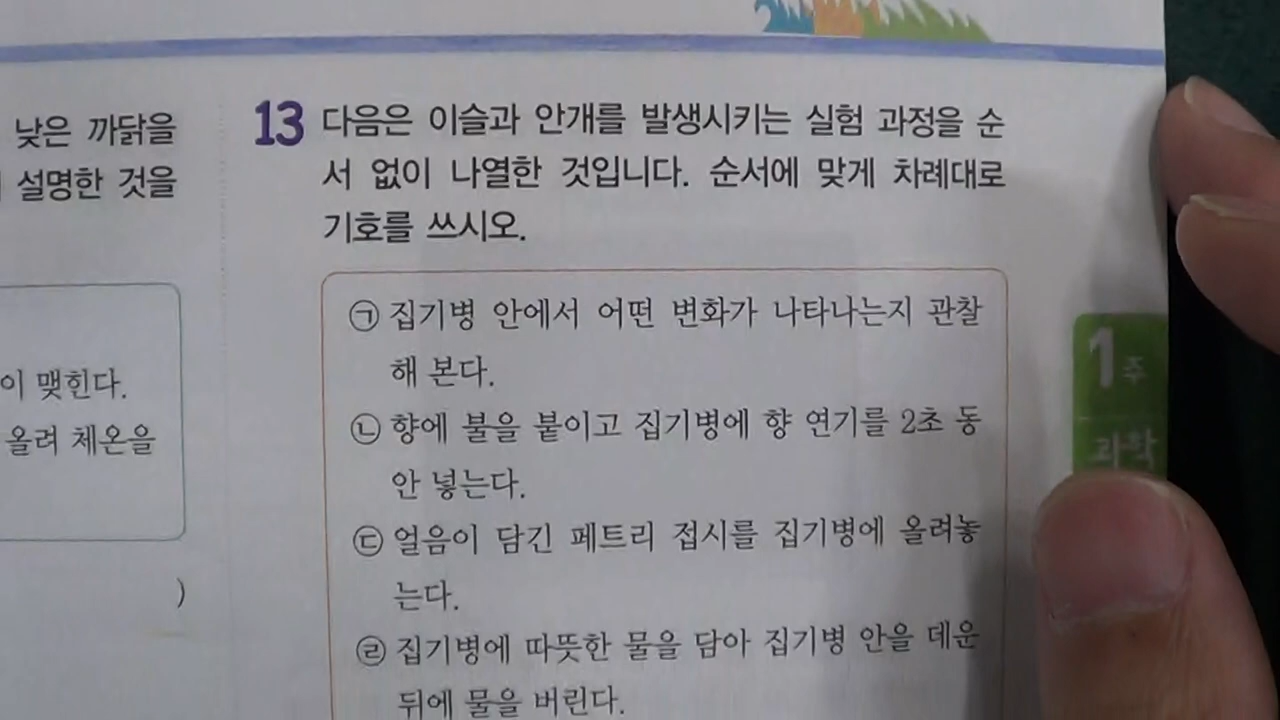 낮은 까닭을
설명한 것을
이 맺힌다.
올려 체온을
)
13 다음은 이슬과 안개를 발생시키는 실험 과정을 순
서 없이 나열한 것입니다. 순서에 맞게 차례대로
기호를 쓰시오.
㉠ 집기병 안에서 어떤 변화가 나타나는지 관찰
해 본다.
㉡ 향에 불을 붙이고 집기병에 향 연기를 2초 동
안 넣는다.
㉢ 얼음이 담긴 페트리 접시를 집기병에 올려놓
는다.
㉣ 집기병에 따뜻한 물을 담아 집기병 안을 데운
뒤에 물을 버린다.
1주
과학